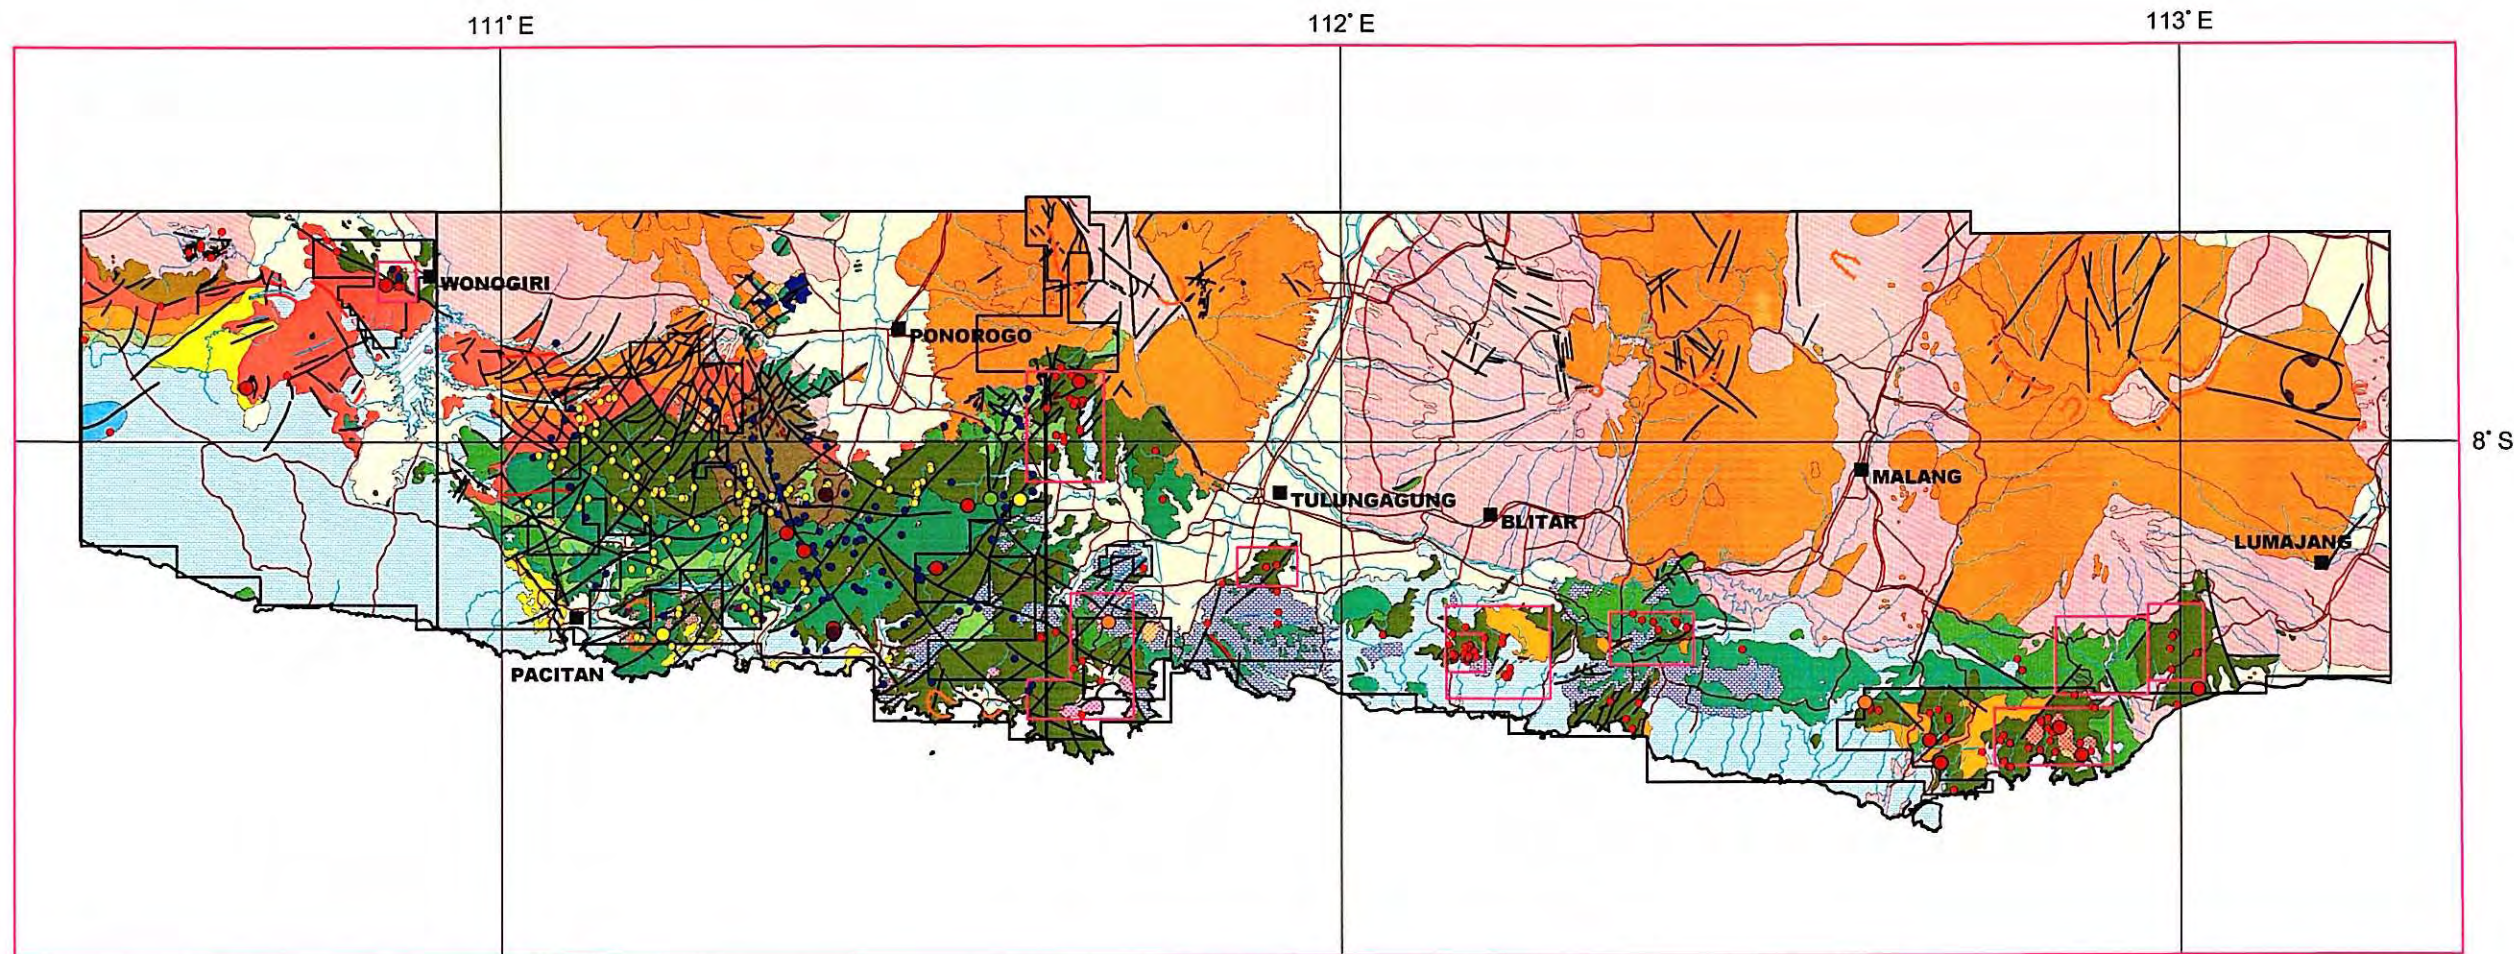 111° E
112° E
113° E
WONOGIRI
PONOROGO
8° S
MALANG
TULUNGAGUNG
BLITAR
LUMAJANG
PACITAN